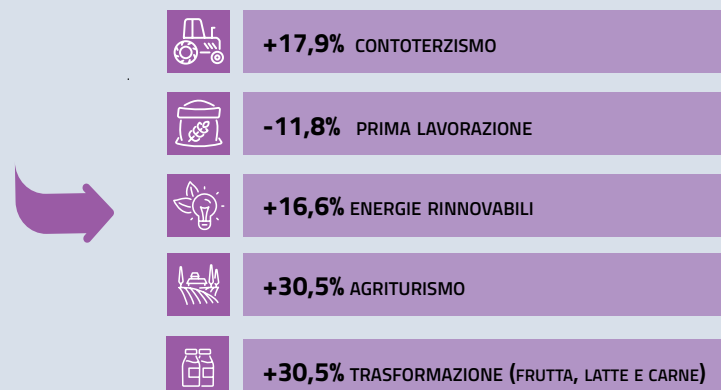 +17,9% CONTOTERZISMO
-11,8% PRIMA LAVORAZIONE
+16,6% ENERGIE RINNOVABILI
+30,5% AGRITURISMO
+30,5% TRASFORMAZIONE (FRUTTA, LATTE E CARNE)